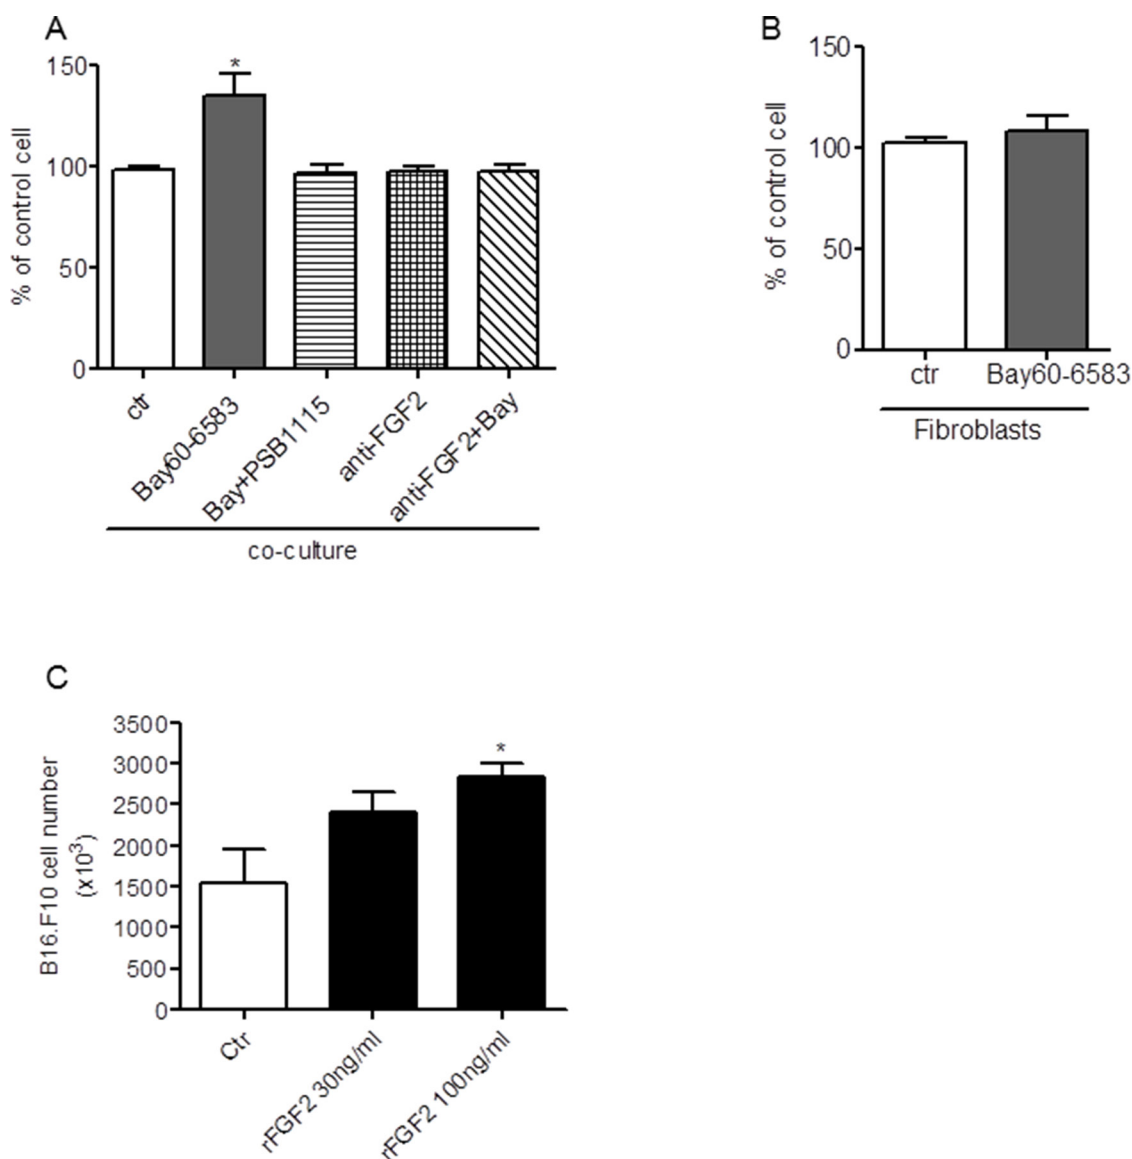 A
% of control cell
150
100
50
0
*
ctr
Bay60-6583
Bay+PSB1115
anti-FGF2
anti-FGF2+Bay
co-culture
B
% of control cell
150
100
50
0
ctr
Bay60-6583
Fibroblasts
C
B16.F10 cell number
(x10³)
3500
3000
2500
2000
1500
1000
500
0
*
Ctr
rFGF2 30ng/ml
rFGF2 100ng/ml